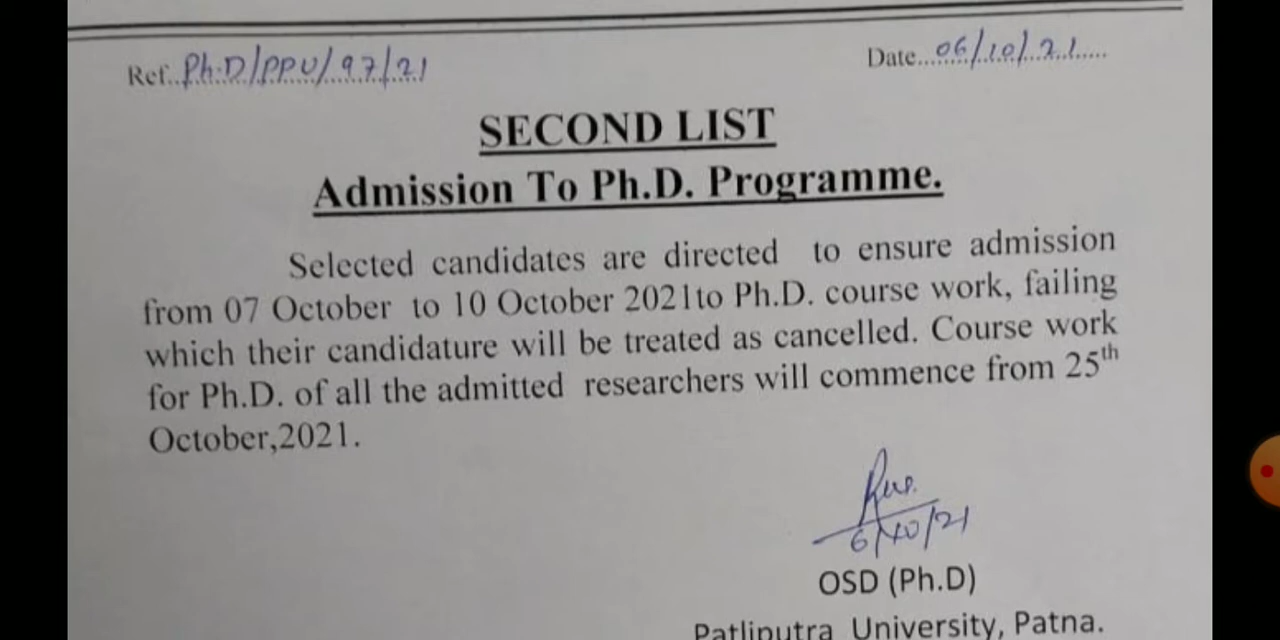 Ref..Ph.D/PPU/97/21
Date...06/10/21.....
SECOND LIST
Admission To Ph.D. Programme.
Selected candidates are directed to ensure admission
from 07 October to 10 October 2021to Ph.D. course work, failing
which their candidature will be treated as cancelled. Course work
for Ph.D. of all the admitted researchers will commence from 25th
October,2021.
6/10/21
OSD (Ph.D)
Patliputra University, Patna.